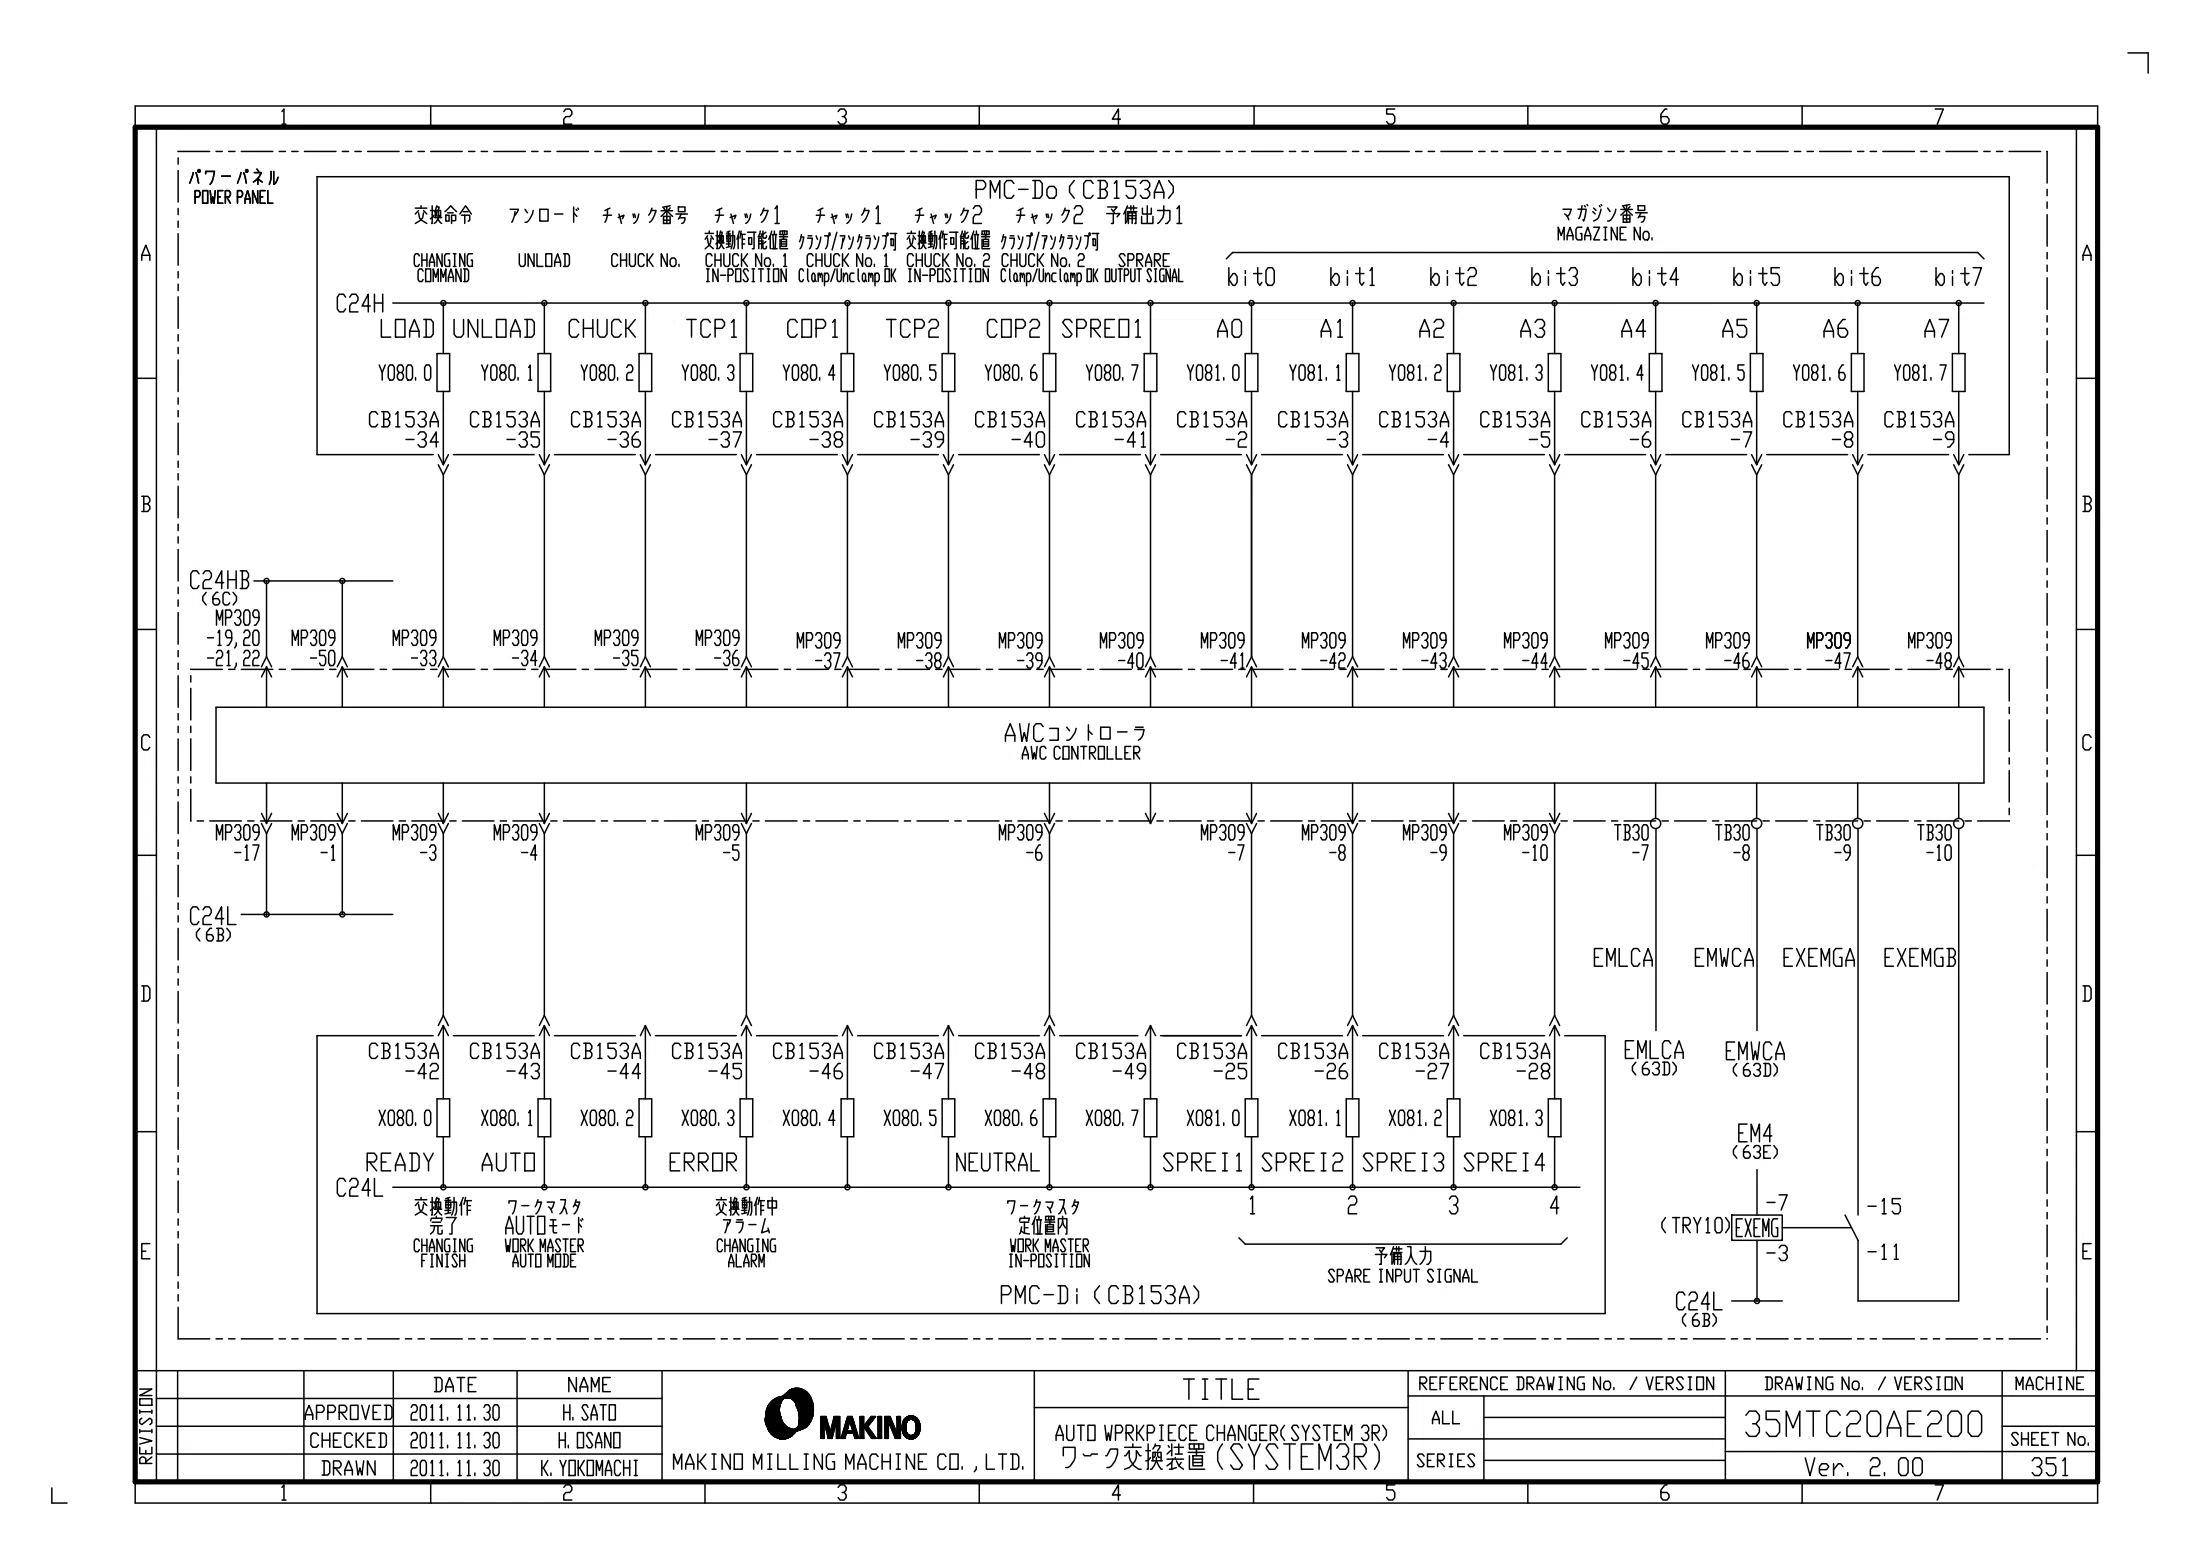 1 2 3 4 5 6 7
パワーパネル
POWER PANEL
PMC-Do(CB153A)
交換命令 アンロード チャック番号 チャック1 チャック1 チャック2 チャック2 予備出力1 マガジン番号
交換動作可能位置 クランプ/アンクランプ可 交換動作可能位置 クランプ/アンクランプ可 MAGAZINE No.
CHANGING UNLOAD CHUCK No. CHUCK No. 1 CHUCK No. 1 CHUCK No. 2 CHUCK No. 2 SPRARE
COMMAND IN-POSITION Clamp/Unclamp OK IN-POSITION Clamp/Unclamp OK OUTPUT SIGNAL
bit0 bit1 bit2 bit3 bit4 bit5 bit6 bit7
A A
C24H
LOAD UNLOAD CHUCK TCP1 COP1 TCP2 COP2 SPREO1 A0 A1 A2 A3 A4 A5 A6 A7
Y080.0 Y080.1 Y080.2 Y080.3 Y080.4 Y080.5 Y080.6 Y080.7 Y081.0 Y081.1 Y081.2 Y081.3 Y081.4 Y081.5 Y081.6 Y081.7
CB153A CB153A CB153A CB153A CB153A CB153A CB153A CB153A CB153A CB153A CB153A CB153A CB153A CB153A CB153A CB153A
-34 -35 -36 -37 -38 -39 -40 -41 -2 -3 -4 -5 -6 -7 -8 -9
B B
C24HB
(6C)
MP309
-19,20 MP309 MP309 MP309 MP309 MP309 MP309 MP309 MP309 MP309 MP309 MP309 MP309 MP309 MP309 MP309 MP309 MP309
-21,22 -50 -33 -34 -35 -36 -37 -38 -39 -40 -41 -42 -43 -44 -45 -46 -47 -48
C C
AWCコントローラ
AWC CONTROLLER
MP309 MP309 MP309 MP309 MP309 MP309 MP309 MP309 MP309 MP309 TB30 TB30 TB30 TB30
-17 -1 -3 -4 -5 -6 -7 -8 -9 -10 -7 -8 -9 -10
C24L
(6B)
EMLCA EMWCA EXEMGA EXEMGB
D D
CB153A CB153A CB153A CB153A CB153A CB153A CB153A CB153A CB153A CB153A CB153A CB153A EMLCA EMWCA
-42 -43 -44 -45 -46 -47 -48 -49 -25 -26 -27 -28 (63D) (63D)
X080.0 X080.1 X080.2 X080.3 X080.4 X080.5 X080.6 X080.7 X081.0 X081.1 X081.2 X081.3
EM4
(63E)
READY AUTO ERROR NEUTRAL SPREI1 SPREI2 SPREI3 SPREI4
C24L
交換動作 ワークマスタ 交換動作中 ワークマスタ 1 2 3 4
完了 AUTOモード アラーム 定位置内
CHANGING WORK MASTER CHANGING WORK MASTER
FINISH AUTO MODE ALARM IN-POSITION
予備入力
SPARE INPUT SIGNAL
-7 -15
(TRY10) EXEMG
-3 -11
E E
PMC-Di(CB153A)
C24L
(6B)
REVISION
DATE NAME
APPROVED 2011.11.30 H. SATO
CHECKED 2011.11.30 H. OSANO
DRAWN 2011.11.30 K. YOKOMACHI
MAKINO
MAKINO MILLING MACHINE CO.,LTD.
TITLE
AUTO WPRKPIECE CHANGER(SYSTEM 3R)
ワーク交換装置(SYSTEM3R)
REFERENCE DRAWING No. / VERSION
ALL
SERIES
DRAWING No. / VERSION
35MTC20AE200
Ver. 2.00
MACHINE
SHEET No.
351
1 2 3 4 5 6 7